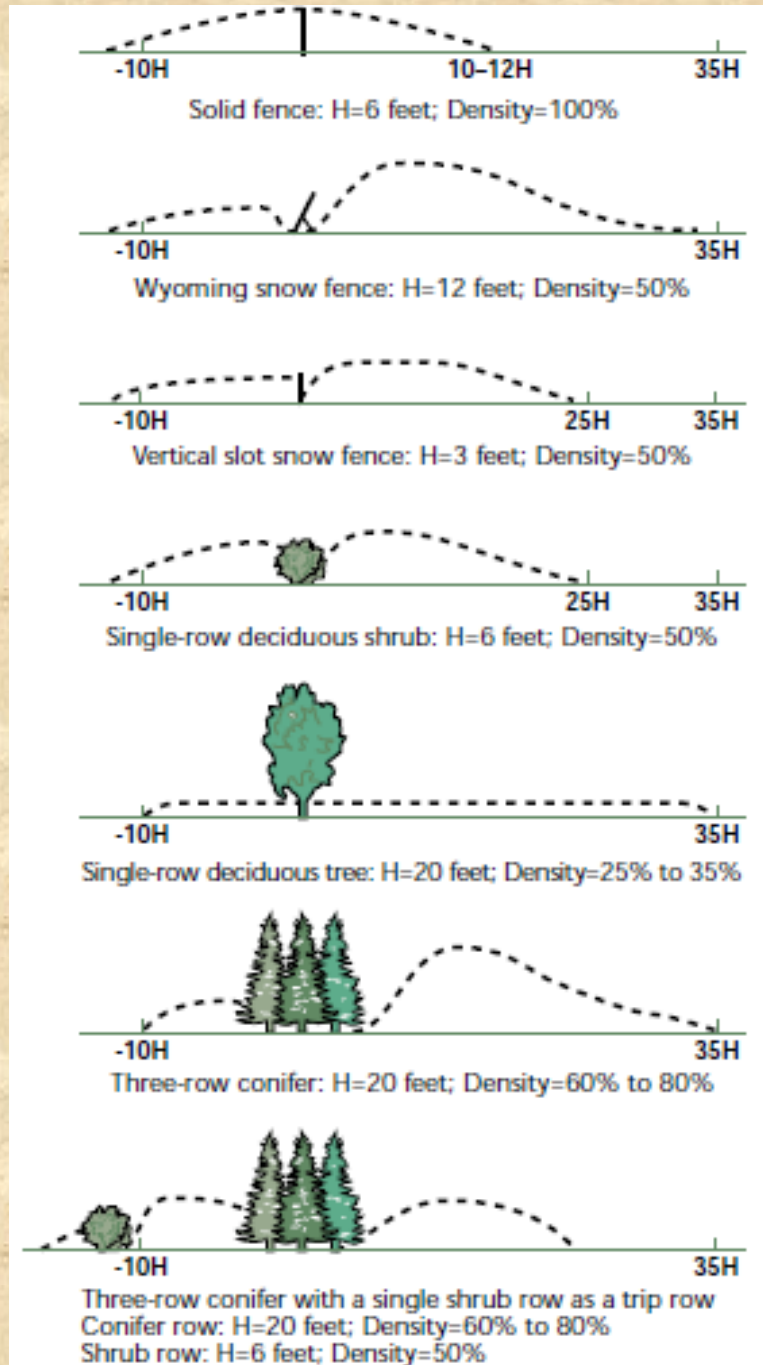 -10H 10–12H 35H
Solid fence: H=6 feet; Density=100%
-10H 35H
Wyoming snow fence: H=12 feet; Density=50%
-10H 25H 35H
Vertical slot snow fence: H=3 feet; Density=50%
-10H 25H 35H
Single-row deciduous shrub: H=6 feet; Density=50%
-10H 35H
Single-row deciduous tree: H=20 feet; Density=25% to 35%
-10H 35H
Three-row conifer: H=20 feet; Density=60% to 80%
-10H 35H
Three-row conifer with a single shrub row as a trip row
Conifer row: H=20 feet; Density=60% to 80%
Shrub row: H=6 feet; Density=50%